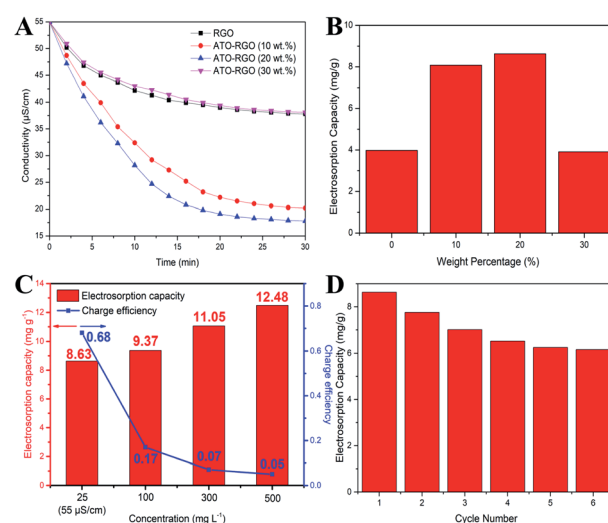 A
RGO
ATO-RGO (10 wt.%)
ATO-RGO (20 wt.%)
ATO-RGO (30 wt.%)
Conductivity μS/cm)
55
50
45
40
35
30
25
20
15
0 5 10 15 20 25 30
Time (min)
B
Electrosorption Capacity (mg/g)
10
8
6
4
2
0
0 10 20 30
Weight Percentage (%)
C
Electrosorption capacity
Charge efficiency
Electrosorption capacity (mg g⁻¹)
14
12
10
8
6
4
2
0
8.63 9.37 11.05 12.48
0.68 0.17 0.07 0.05
0.8
0.6
0.4
0.2
0.0
Charge efficiency
25 100 300 500
(55 μS/cm)
Concentration (mg L⁻¹)
D
Electrosorption Capacity (mg/g)
8
6
4
2
0
1 2 3 4 5 6
Cycle Number